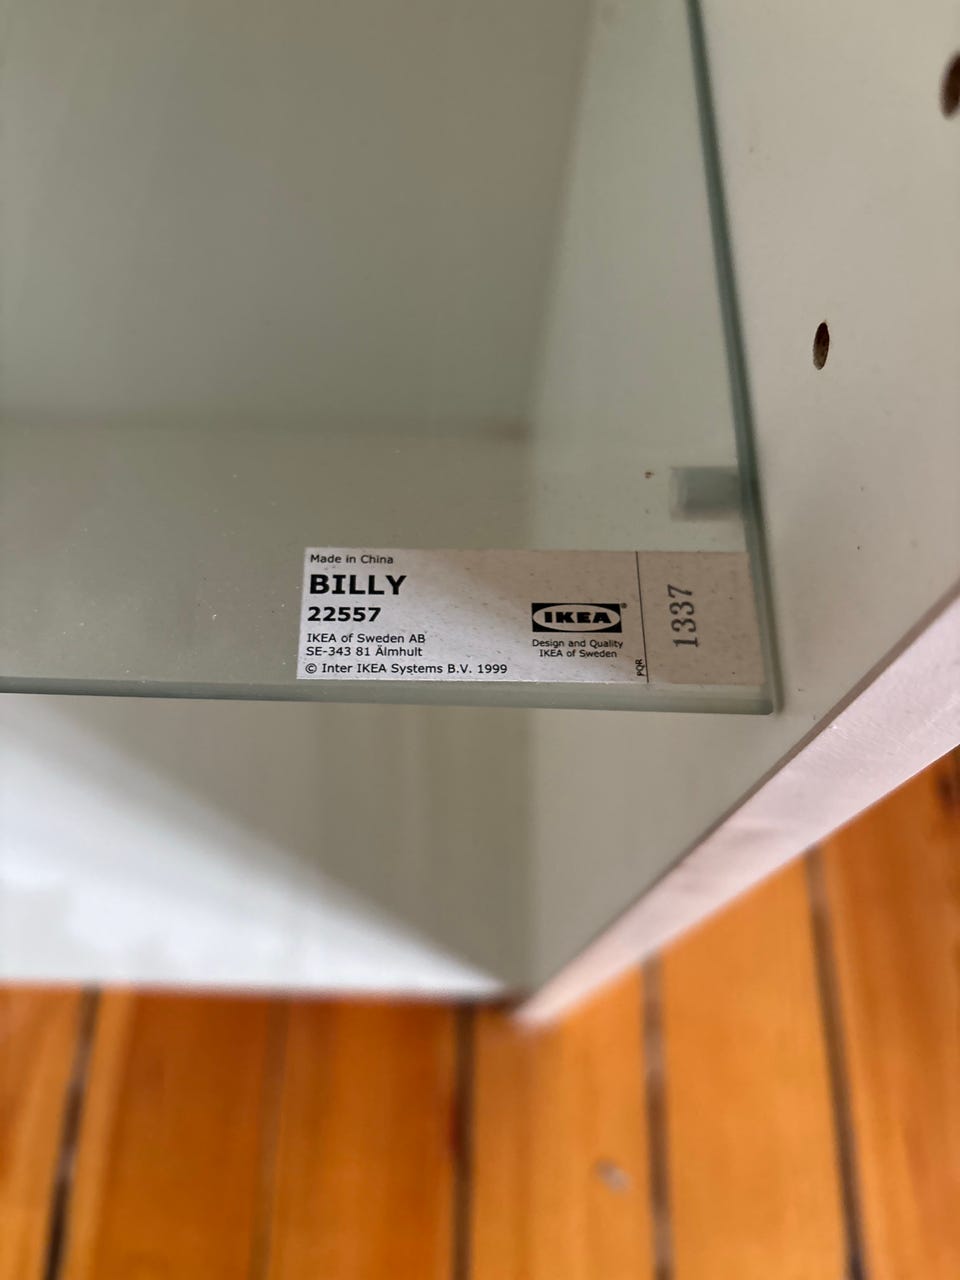 Made in China
BILLY
22557
IKEA of Sweden AB
SE-343 81 Älmhult
© Inter IKEA Systems B.V. 1999
IKEA®
Design and Quality
IKEA of Sweden
PQR
1337